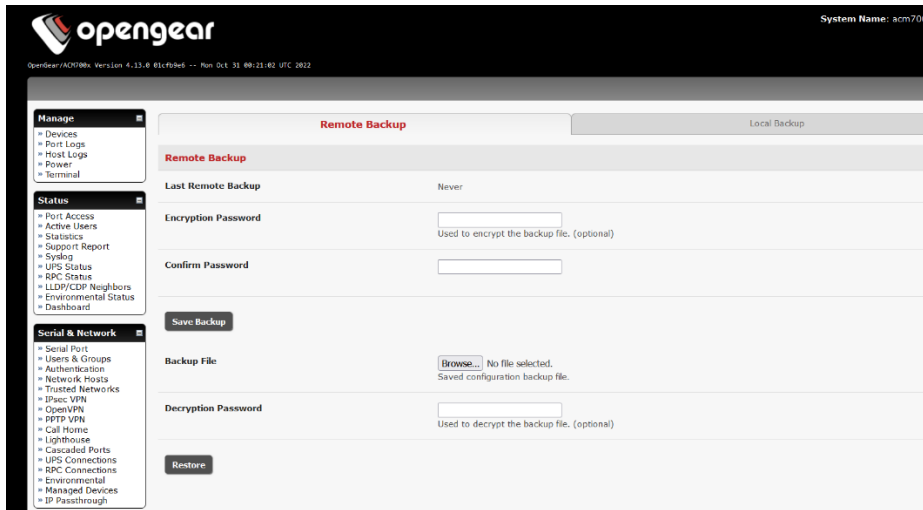 opengear
System Name: acm700
OpenGear/ACM700x Version 4.13.0 01cfb9e6 -- Mon Oct 31 00:21:02 UTC 2022
Manage
» Devices
» Port Logs
» Host Logs
» Power
» Terminal
Status
» Port Access
» Active Users
» Statistics
» Support Report
» Syslog
» UPS Status
» RPC Status
» LLDP/CDP Neighbors
» Environmental Status
» Dashboard
Serial & Network
» Serial Port
» Users & Groups
» Authentication
» Network Hosts
» Trusted Networks
» IPsec VPN
» OpenVPN
» PPTP VPN
» Call Home
» Lighthouse
» Cascaded Ports
» UPS Connections
» RPC Connections
» Environmental
» Managed Devices
» IP Passthrough
Remote Backup
Local Backup
Remote Backup
Last Remote Backup
Never
Encryption Password
Used to encrypt the backup file. (optional)
Confirm Password
Save Backup
Backup File
Browse... No file selected.
Saved configuration backup file.
Decryption Password
Used to decrypt the backup file. (optional)
Restore